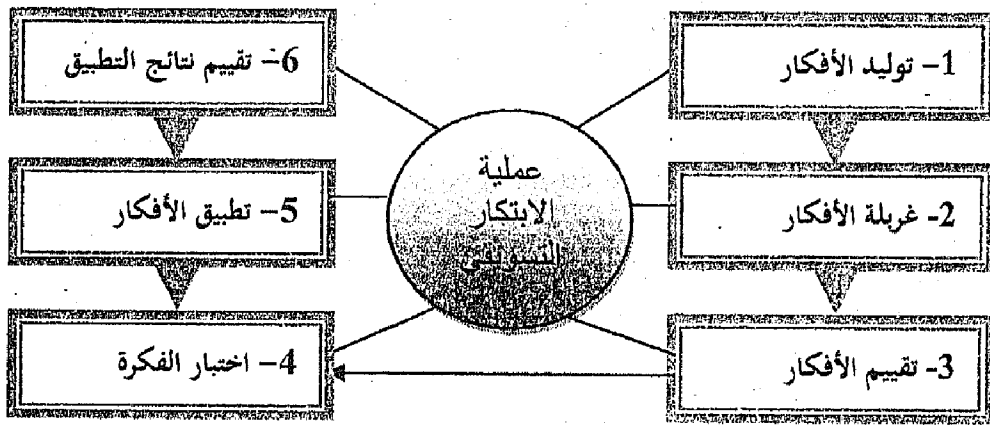 1- توليد الأفكار
2- غربلة الأفكار
3- تقييم الأفكار
4- اختبار الفكرة
5- تطبيق الأفكار
6- تقييم نتائج التطبيق
عملية
الابتكار
التسويقي